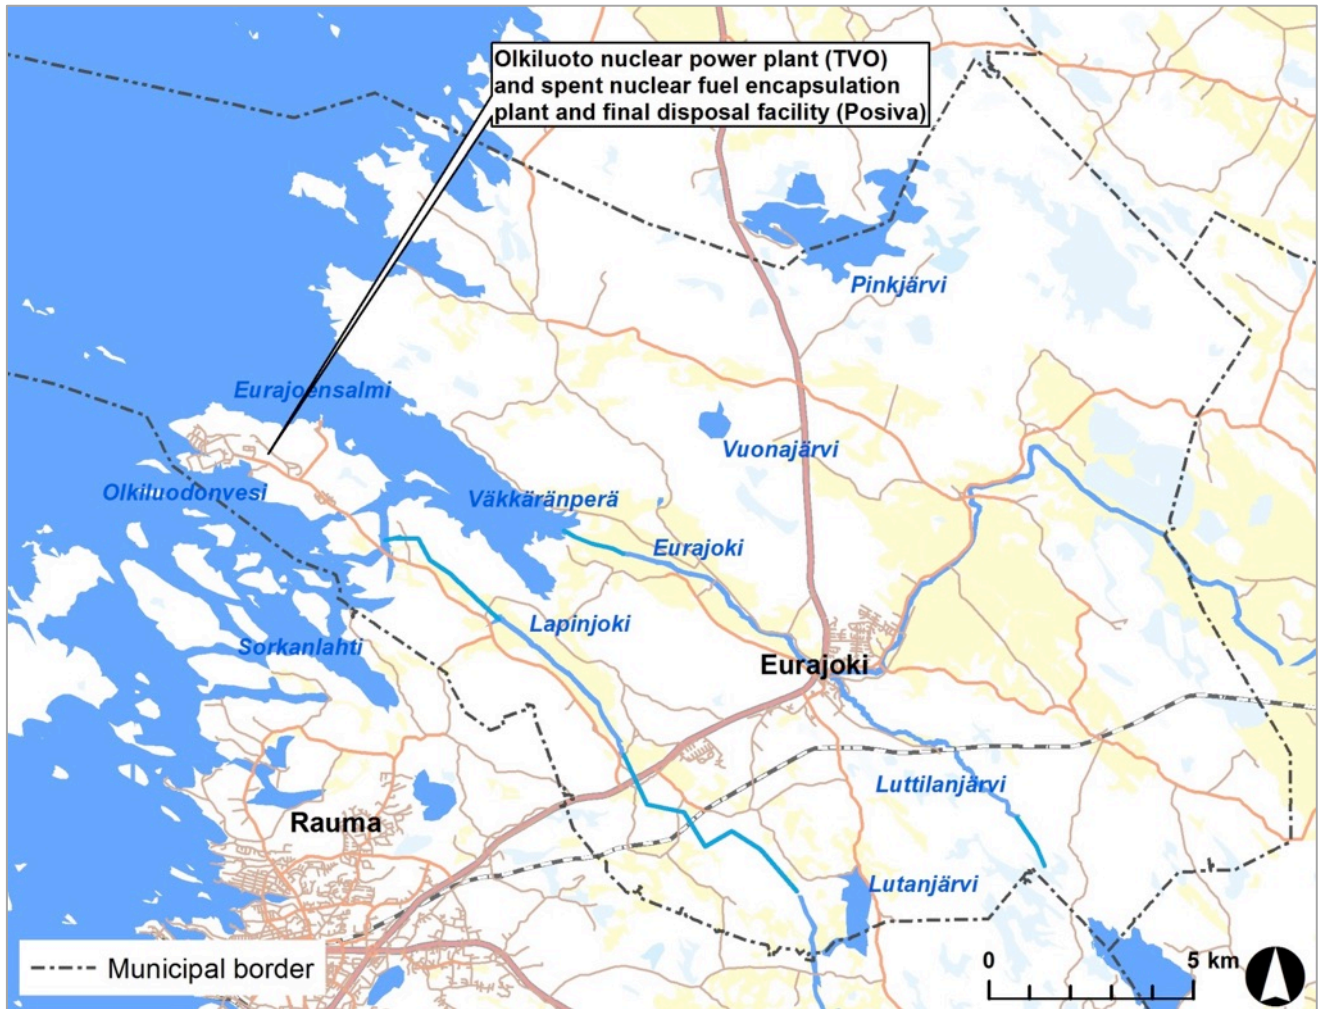 Olkiluoto nuclear power plant (TVO)
and spent nuclear fuel encapsulation
plant and final disposal facility (Posiva)
Pinkjärvi
Eurajoensalmi
Vuonajärvi
Olkiluodonvesi
Väkkäränperä
Eurajoki
Lapinjoki
Sorkanlahti
Eurajoki
Luttilanjärvi
Rauma
Lutanjärvi
Municipal border
0 5 km